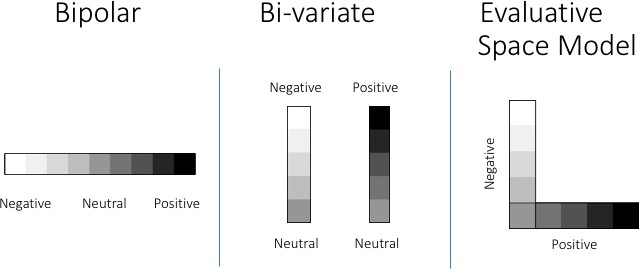 Bipolar
Negative
Neutral
Positive
Bi-variate
Negative
Positive
Neutral
Neutral
Evaluative
Space Model
Negative
Positive